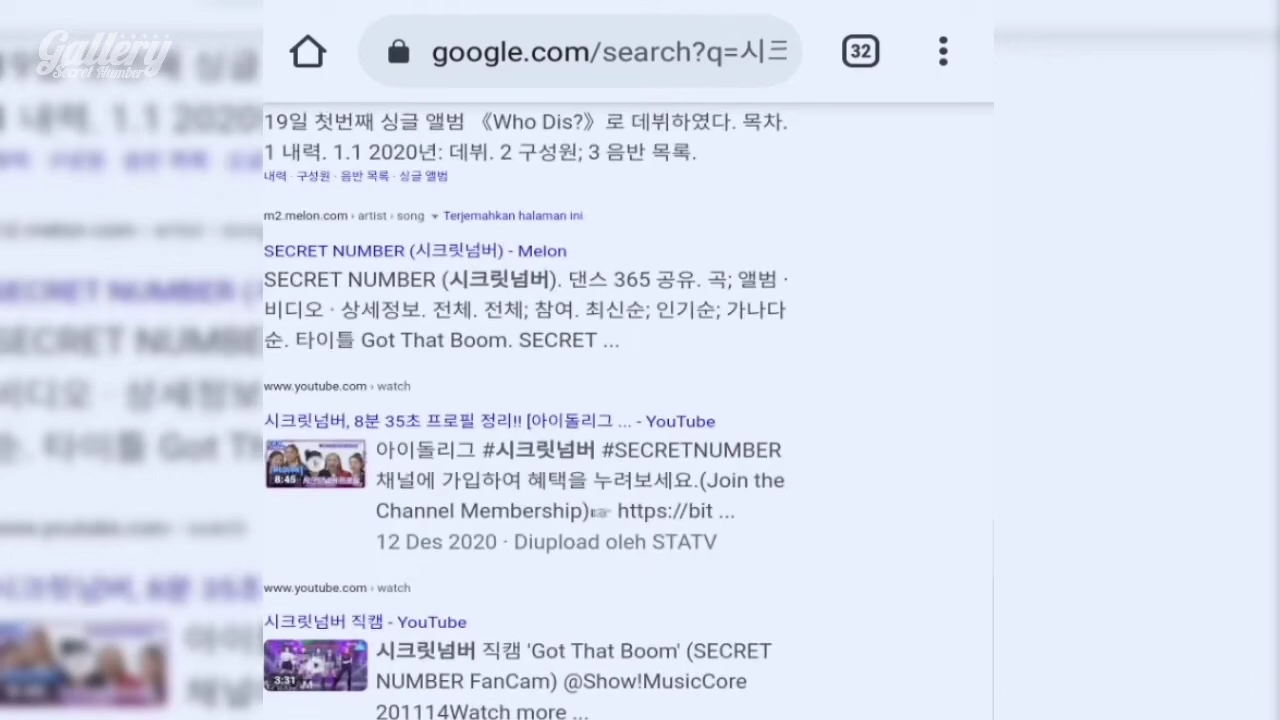 Gallery
Secret Number
google.com/search?q=시크
32
19일 첫번째 싱글 앨범 《Who Dis?》로 데뷔하였다. 목차.
1 내력. 1.1 2020년: 데뷔. 2 구성원; 3 음반 목록.
내력 · 구성원 · 음반 목록 · 싱글 앨범
m2.melon.com › artist › song ▾ Terjemahkan halaman ini
SECRET NUMBER (시크릿넘버) - Melon
SECRET NUMBER (시크릿넘버). 댄스 365 공유. 곡; 앨범 ·
비디오 · 상세정보. 전체. 전체; 참여. 최신순; 인기순; 가나다
순. 타이틀 Got That Boom. SECRET ...
www.youtube.com › watch
시크릿넘버, 8분 35초 프로필 정리!! [아이돌리그 ... - YouTube
8:45
아이돌리그 #시크릿넘버 #SECRETNUMBER
채널에 가입하여 혜택을 누려보세요.(Join the
Channel Membership)☞ https://bit ...
12 Des 2020 · Diupload oleh STATV
www.youtube.com › watch
시크릿넘버 직캠 - YouTube
3:31
시크릿넘버 직캠 'Got That Boom' (SECRET
NUMBER FanCam) @Show!MusicCore
201114Watch more ...